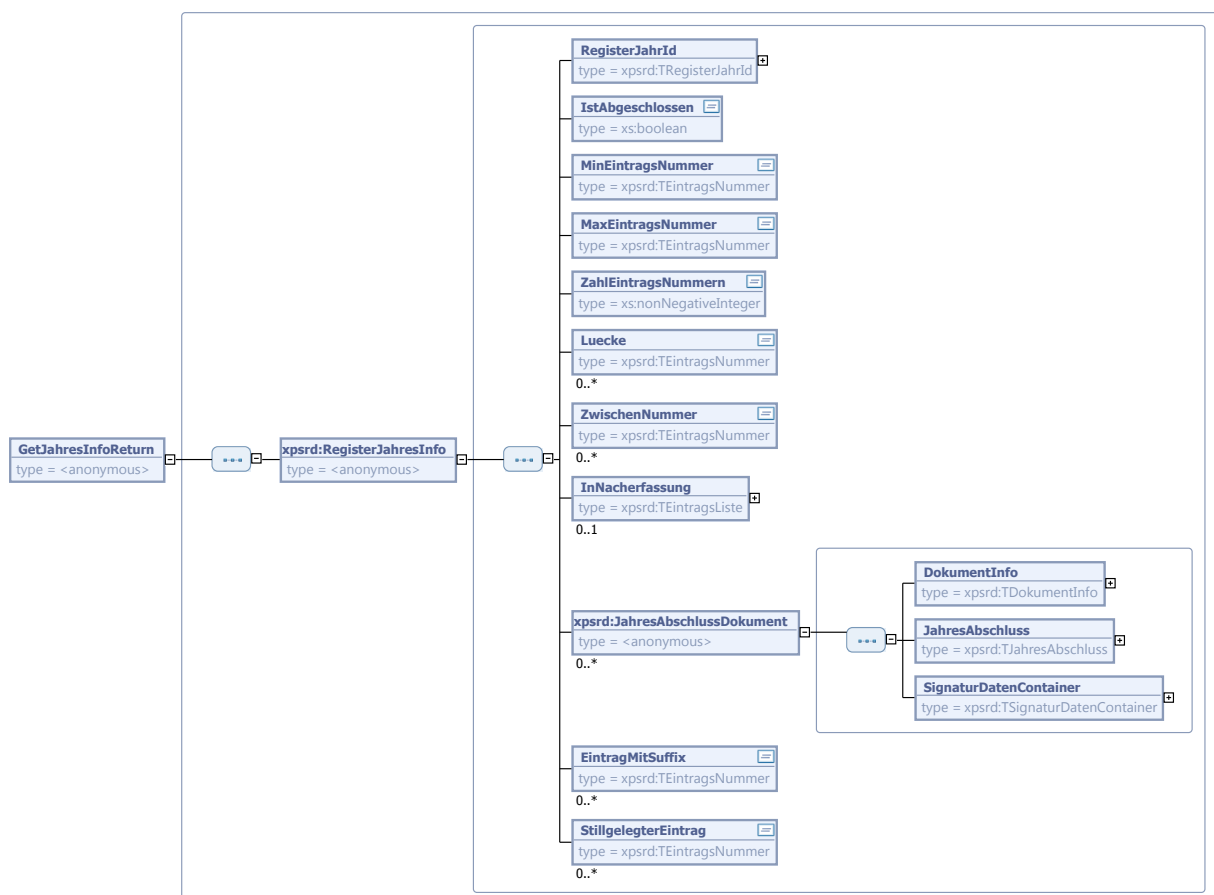 RegisterJahrId
type = xpsrd:TRegisterJahrId
IstAbgeschlossen
type = xs:boolean
MinEintragsNummer
type = xpsrd:TEintragsNummer
MaxEintragsNummer
type = xpsrd:TEintragsNummer
ZahlEintragsNummern
type = xs:nonNegativeInteger
Luecke
type = xpsrd:TEintragsNummer
0..*
ZwischenNummer
type = xpsrd:TEintragsNummer
0..*
GetJahresInfoReturn
type = <anonymous>
xpsrd:RegisterJahresInfo
type = <anonymous>
InNacherfassung
type = xpsrd:TEintragsListe
0..1
xpsrd:JahresAbschlussDokument
type = <anonymous>
0..*
DokumentInfo
type = xpsrd:TDokumentInfo
JahresAbschluss
type = xpsrd:TJahresAbschluss
SignaturDatenContainer
type = xpsrd:TSignaturDatenContainer
EintragMitSuffix
type = xpsrd:TEintragsNummer
0..*
StillgelegterEintrag
type = xpsrd:TEintragsNummer
0..*